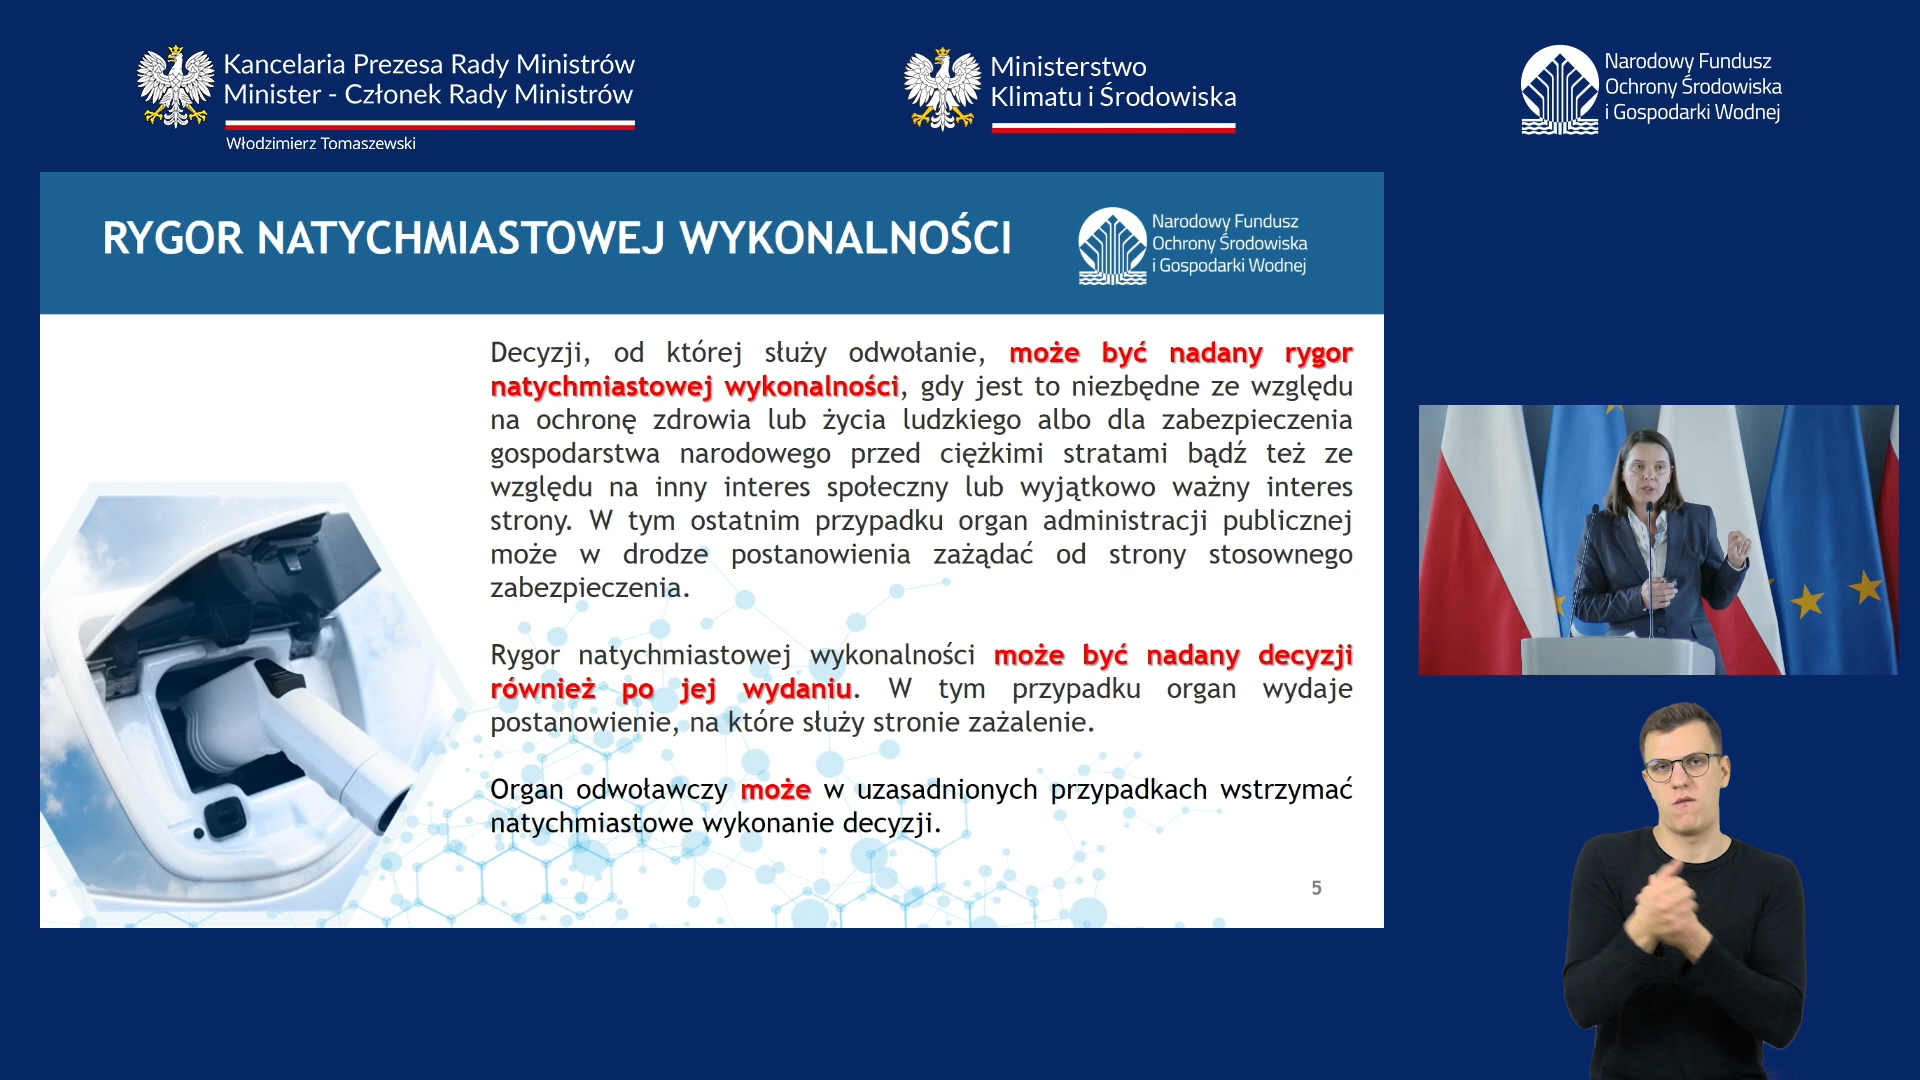 Kancelaria Prezesa Rady Ministrów
Minister - Członek Rady Ministrów
Włodzimierz Tomaszewski
Ministerstwo
Klimatu i Środowiska
Narodowy Fundusz
Ochrony Środowiska
i Gospodarki Wodnej
RYGOR NATYCHMIASTOWEJ WYKONALNOŚCI
Narodowy Fundusz
Ochrony Środowiska
i Gospodarki Wodnej
Decyzji, od której służy odwołanie, może być nadany rygor
natychmiastowej wykonalności, gdy jest to niezbędne ze względu
na ochronę zdrowia lub życia ludzkiego albo dla zabezpieczenia
gospodarstwa narodowego przed ciężkimi stratami bądź też ze
względu na inny interes społeczny lub wyjątkowo ważny interes
strony. W tym ostatnim przypadku organ administracji publicznej
może w drodze postanowienia zażądać od strony stosownego
zabezpieczenia.
Rygor natychmiastowej wykonalności może być nadany decyzji
również po jej wydaniu. W tym przypadku organ wydaje
postanowienie, na które służy stronie zażalenie.
Organ odwoławczy może w uzasadnionych przypadkach wstrzymać
natychmiastowe wykonanie decyzji.
5